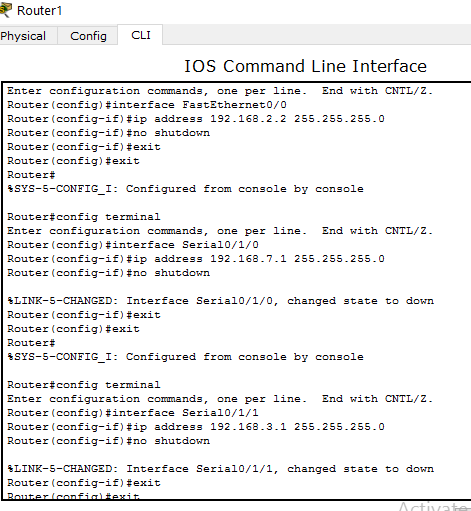 Router1
Physical Config CLI
IOS Command Line Interface
Enter configuration commands, one per line.  End with CNTL/Z.
Router(config)#interface FastEthernet0/0
Router(config-if)#ip address 192.168.2.2 255.255.255.0
Router(config-if)#no shutdown
Router(config-if)#exit
Router(config)#exit
Router#
%SYS-5-CONFIG_I: Configured from console by console
Router#config terminal
Enter configuration commands, one per line.  End with CNTL/Z.
Router(config)#interface Serial0/1/0
Router(config-if)#ip address 192.168.7.1 255.255.255.0
Router(config-if)#no shutdown
%LINK-5-CHANGED: Interface Serial0/1/0, changed state to down
Router(config-if)#exit
Router(config)#exit
Router#
%SYS-5-CONFIG_I: Configured from console by console
Router#config terminal
Enter configuration commands, one per line.  End with CNTL/Z.
Router(config)#interface Serial0/1/1
Router(config-if)#ip address 192.168.3.1 255.255.255.0
Router(config-if)#no shutdown
%LINK-5-CHANGED: Interface Serial0/1/1, changed state to down
Router(config-if)#exit
Router(config)#exit
Activate